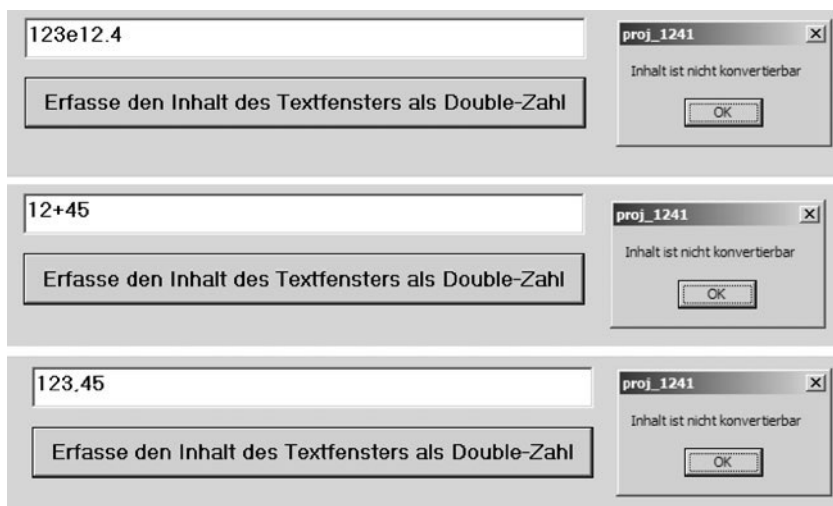 123e12.4
proj_1241
Inhalt ist nicht konvertierbar
Erfasse den Inhalt des Textfensters als Double-Zahl
OK
12+45
proj_1241
Inhalt ist nicht konvertierbar
Erfasse den Inhalt des Textfensters als Double-Zahl
OK
123,45
proj_1241
Inhalt ist nicht konvertierbar
Erfasse den Inhalt des Textfensters als Double-Zahl
OK